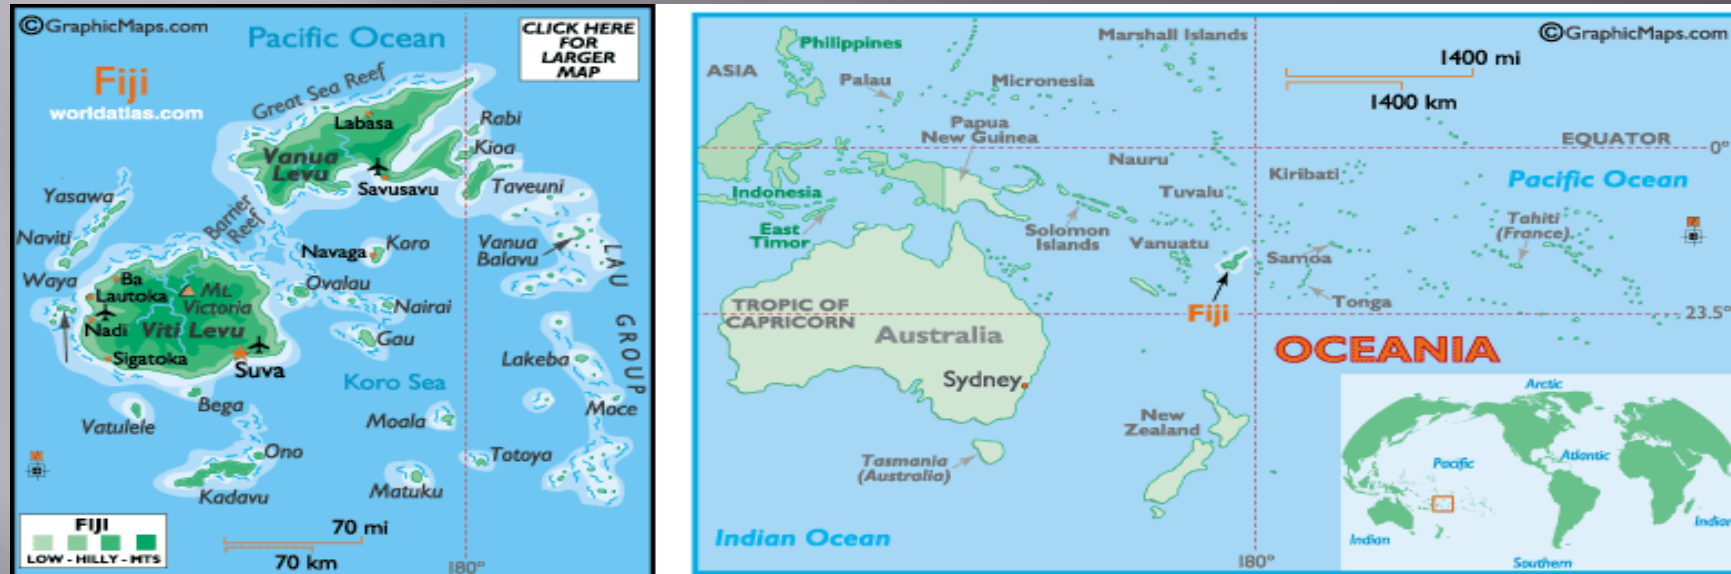 ©GraphicMaps.com
Pacific Ocean
CLICK HERE
FOR
LARGER
MAP
Fiji
worldatlas.com
Great Sea Reef
Labasa
Rabi
Kioa
Vanua
Levu
Savusavu
Taveuni
Yasawa
Barrier
Reef
Naviti
Navaga
Koro
Vanua
Balavu
LAU GROUP
Waya
Ba
Lautoka
Mt.
Victoria
Ovalau
Nairai
Nadi
Viti Levu
Gau
Sigatoka
Suva
Lakeba
Koro Sea
Bega
Vatulele
Moala
Moce
Ono
Totoya
Kadavu
Matuku
FIJI
LOW - HILLY - MTS
70 mi
70 km
180°
©GraphicMaps.com
Philippines
Marshall Islands
1400 mi
ASIA
Palau
Micronesia
1400 km
Papua
New Guinea
EQUATOR
0°
Nauru
Kiribati
Indonesia
Tuvalu
Pacific Ocean
East
Timor
Solomon
Islands
Vanuatu
Tahiti
(France)
Samoa
TROPIC OF
CAPRICORN
Fiji
Tonga
23.5°
Australia
OCEANIA
Sydney
New
Zealand
Tasmania
(Australia)
Indian Ocean
180°
Arctic
Pacific
Atlantic
Indian
Indian
Southern